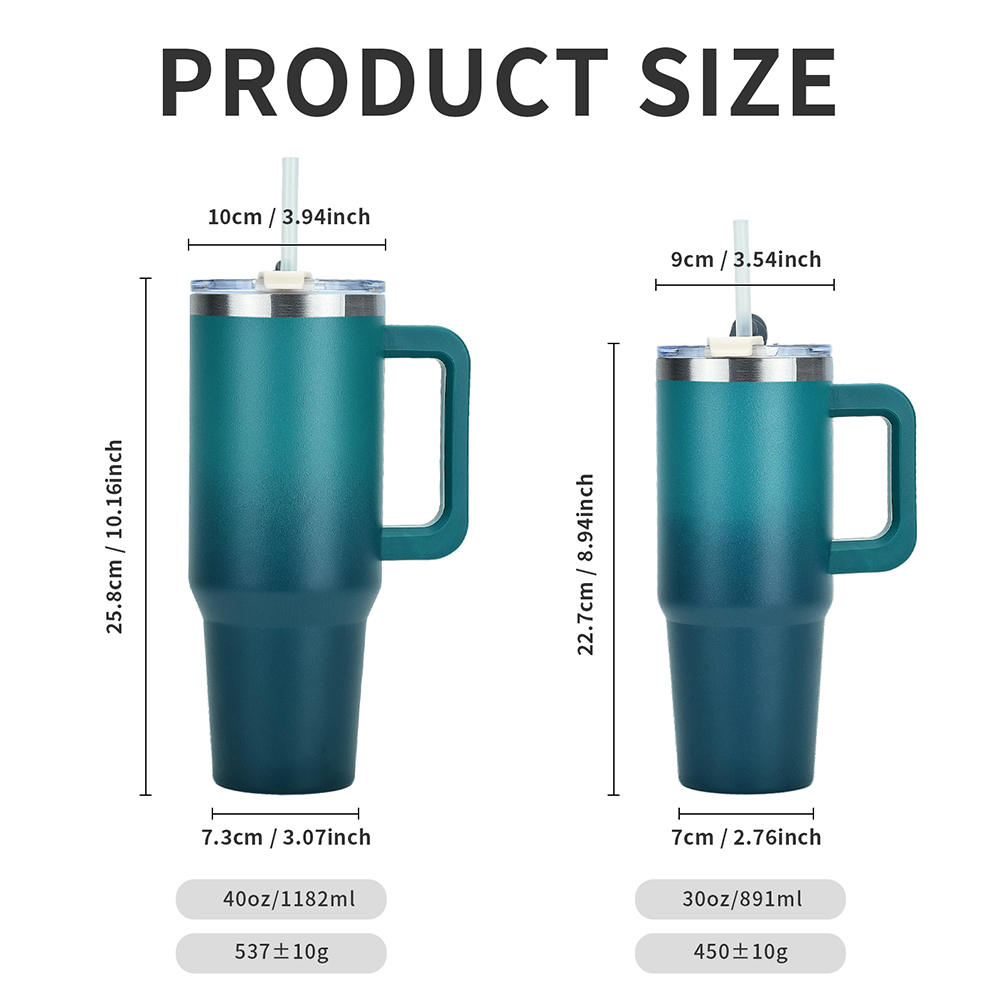 PRODUCT SIZE
10cm / 3.94inch
25.8cm / 10.16inch
7.3cm / 3.07inch
40oz/1182ml
537±10g
9cm / 3.54inch
22.7cm / 8.94inch
7cm / 2.76inch
30oz/891ml
450±10g